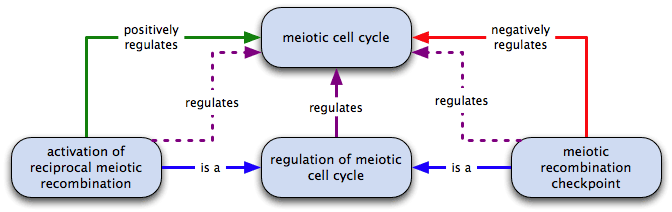 positively
regulates
meiotic cell cycle
negatively
regulates
regulates
regulates
regulates
activation of
reciprocal meiotic
recombination
is a
regulation of meiotic
cell cycle
is a
meiotic
recombination
checkpoint